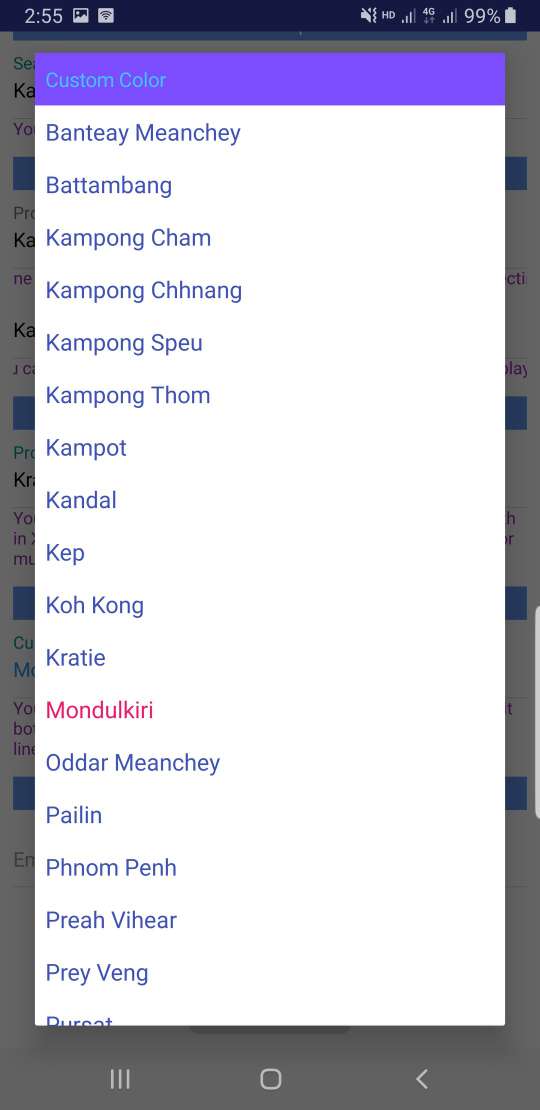 2:55
HD
4G
99%
Custom Color
Banteay Meanchey
Battambang
Kampong Cham
Kampong Chhnang
Kampong Speu
Kampong Thom
Kampot
Kandal
Kep
Koh Kong
Kratie
Mondulkiri
Oddar Meanchey
Pailin
Phnom Penh
Preah Vihear
Prey Veng
Pursat